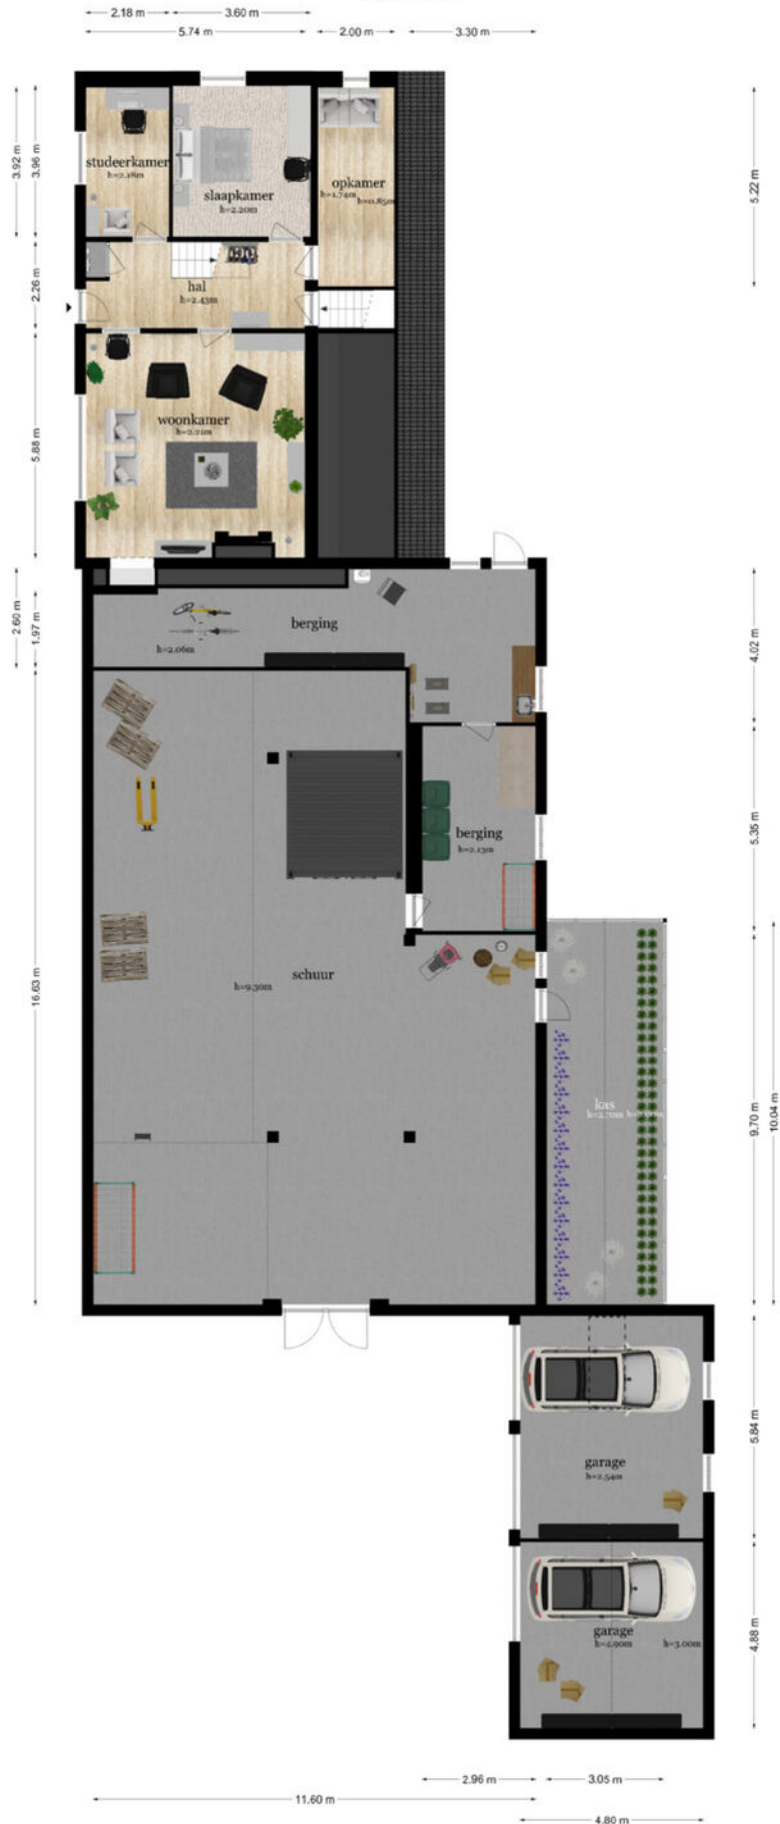 2.18 m
3.60 m
5.74 m
2.00 m
3.30 m
3.92 m
3.96 m
5.22 m
studeerkamer
h=2.18m
slaapkamer
h=2.20m
opkamer
h=1.74m
h=0.85m
2.26 m
hal
h=2.43m
5.88 m
woonkamer
h=2.21m
2.60 m
1.97 m
berging
h=2.06m
4.02 m
5.35 m
berging
h=2.13m
16.63 m
schuur
h=9.30m
9.70 m
10.04 m
kas
h=2.70m
5.84 m
garage
h=2.54m
4.88 m
garage
h=4.90m
h=3.00m
2.96 m
3.05 m
11.60 m
4.80 m